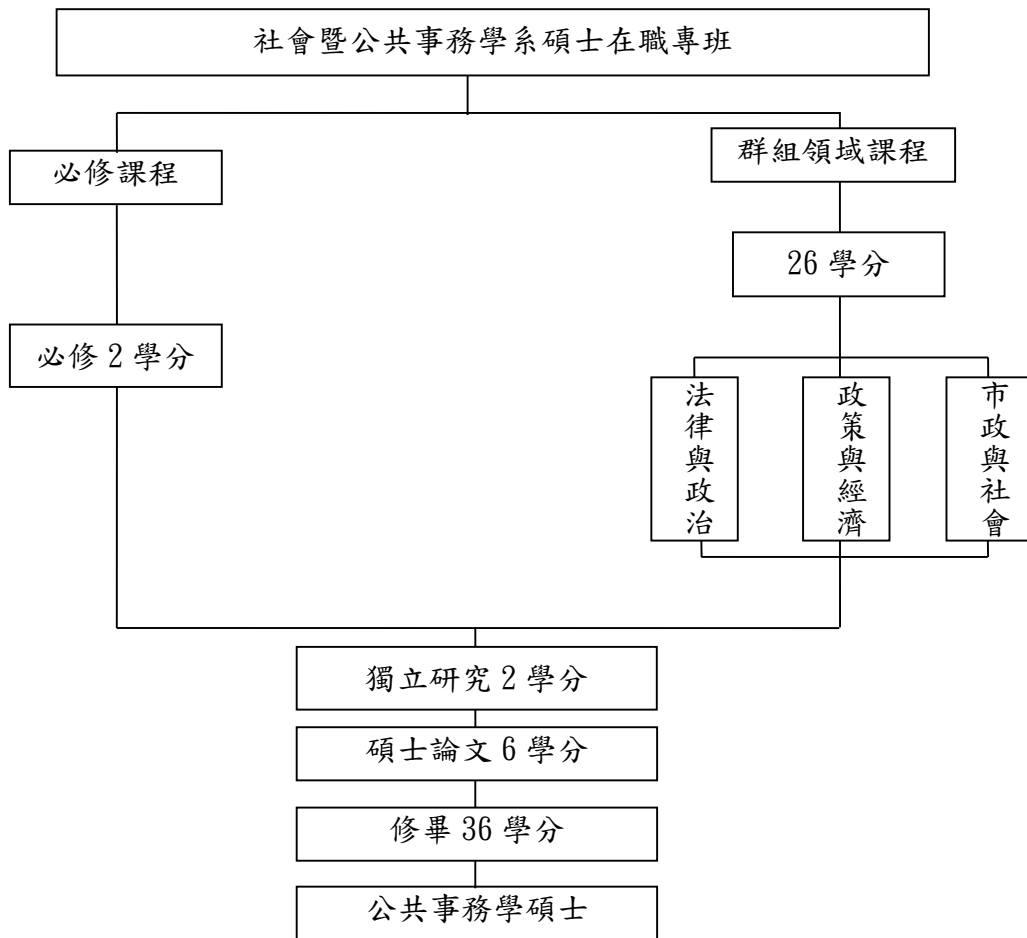 社會暨公共事務學系碩士在職專班
必修課程
群組領域課程
26 學分
必修 2 學分
法律與政治
政策與經濟
市政與社會
獨立研究 2 學分
碩士論文 6 學分
修畢 36 學分
公共事務學碩士